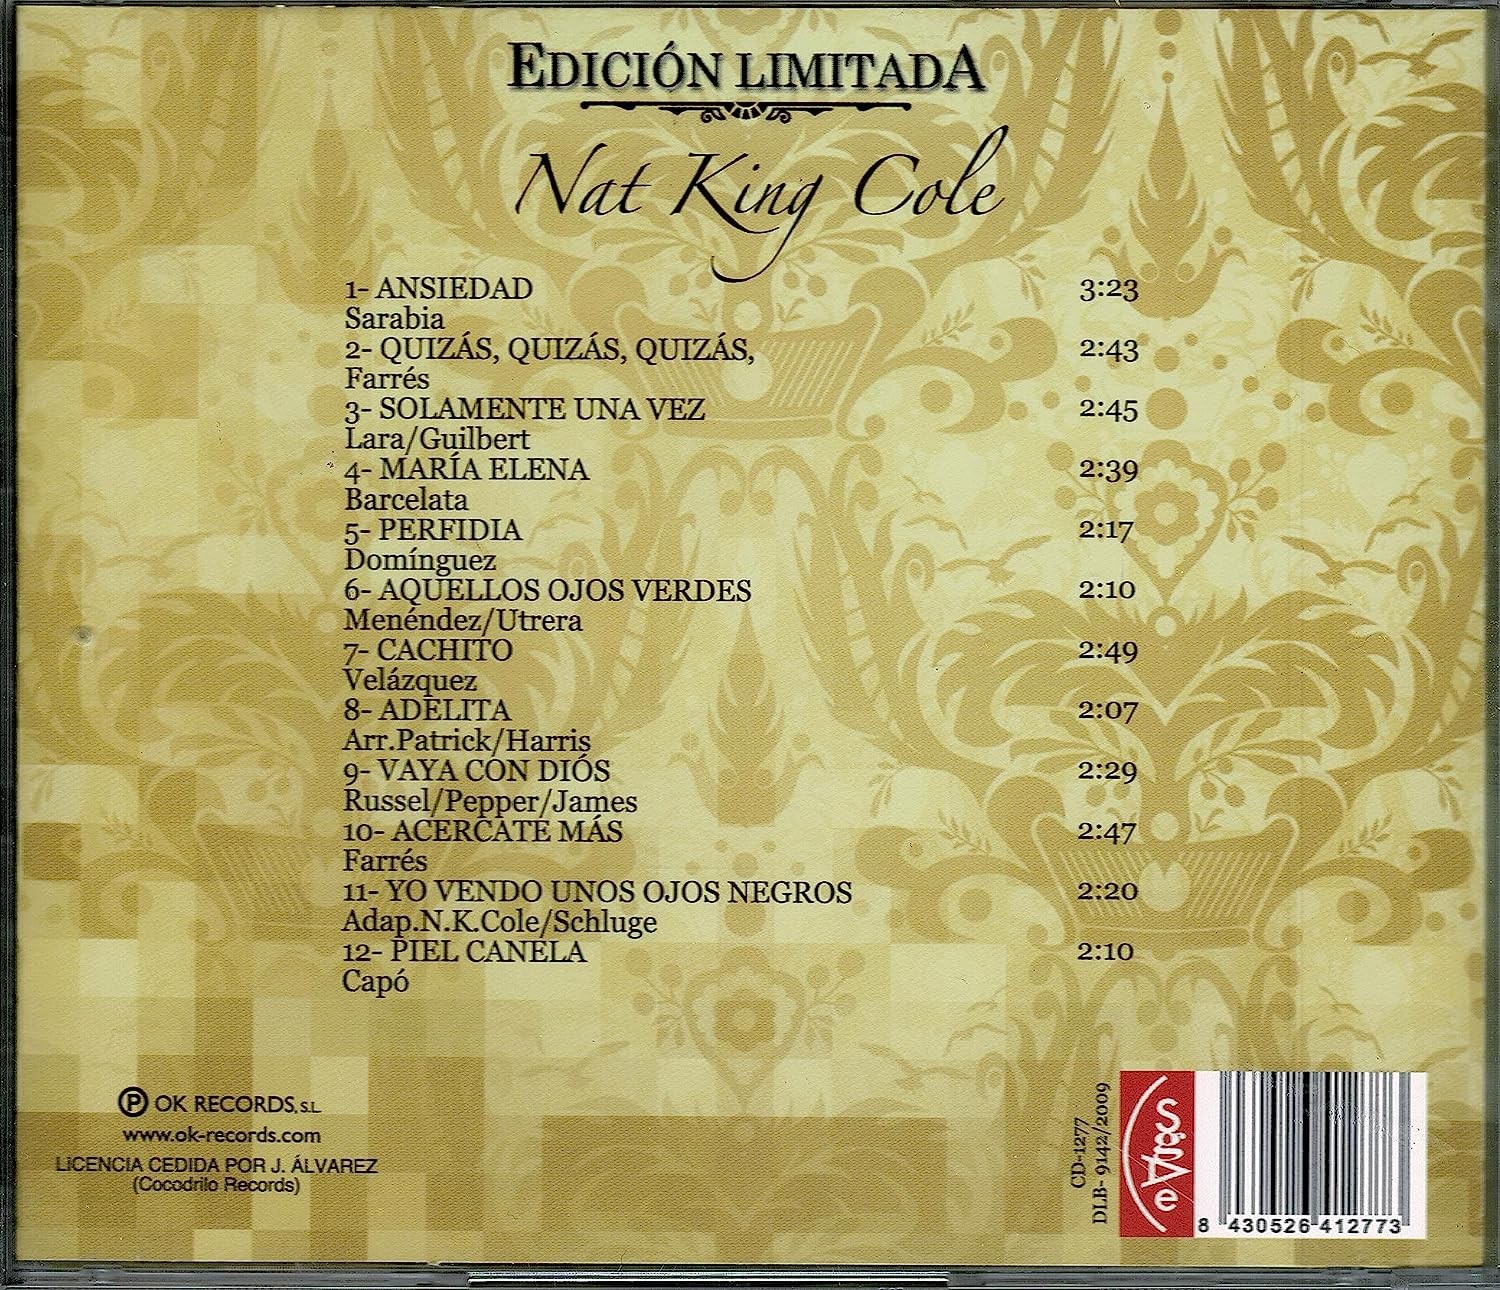 EDICIÓN LIMITADA
Nat King Cole
1- ANSIEDAD 3:23
Sarabia
2- QUIZÁS, QUIZÁS, QUIZÁS, 2:43
Farrés
3- SOLAMENTE UNA VEZ 2:45
Lara/Guilbert
4- MARÍA ELENA 2:39
Barcelata
5- PERFIDIA 2:17
Domínguez
6- AQUELLOS OJOS VERDES 2:10
Menéndez/Utrera
7- CACHITO 2:49
Velázquez
8- ADELITA 2:07
Arr.Patrick/Harris
9- VAYA CON DIÓS 2:29
Russel/Pepper/James
10- ACERCATE MÁS 2:47
Farrés
11- YO VENDO UNOS OJOS NEGROS 2:20
Adap.N.K.Cole/Schluge
12- PIEL CANELA 2:10
Capó
Ⓟ OK RECORDS, S.L.
www.ok-records.com
LICENCIA CEDIDA POR J. ÁLVAREZ
(Cocodrilo Records)
CD-1277
DLB- 9142/2009
8 430526 412773